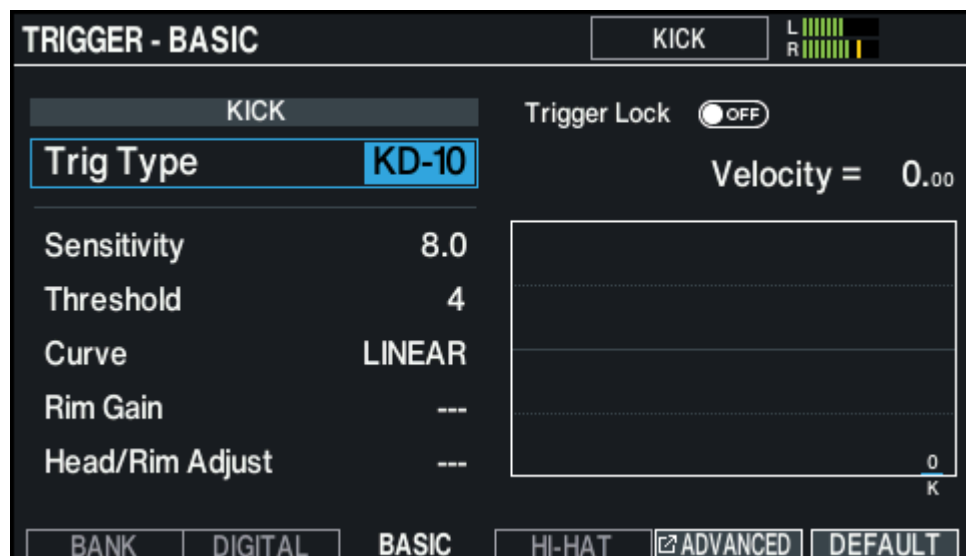 TRIGGER - BASIC
KICK
L
R
KICK
Trig Type KD-10
Sensitivity 8.0
Threshold 4
Curve LINEAR
Rim Gain ---
Head/Rim Adjust ---
Trigger Lock OFF
Velocity = 0.00
0
K
BANK DIGITAL BASIC HI-HAT ADVANCED DEFAULT